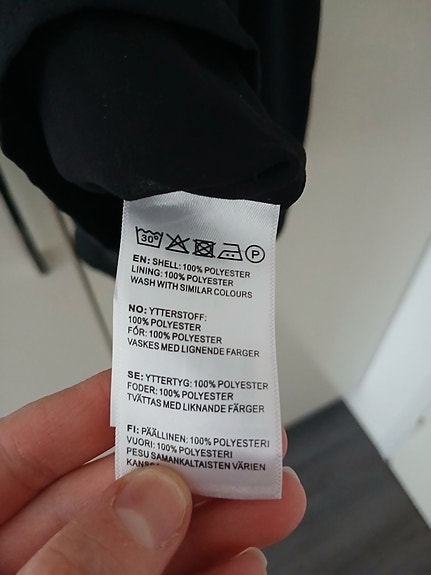 30°
P
EN: SHELL: 100% POLYESTER
LINING: 100% POLYESTER
WASH WITH SIMILAR COLOURS
NO: YTTERSTOFF:
100% POLYESTER
FÓR: 100% POLYESTER
VASKES MED LIGNENDE FARGER
SE: YTTERTYG: 100% POLYESTER
FODER: 100% POLYESTER
TVÄTTAS MED LIKNANDE FÄRGER
FI: PÄÄLLINEN: 100% POLYESTERI
VUORI: 100% POLYESTERI
PESU SAMANKALTAISTEN VÄRIEN